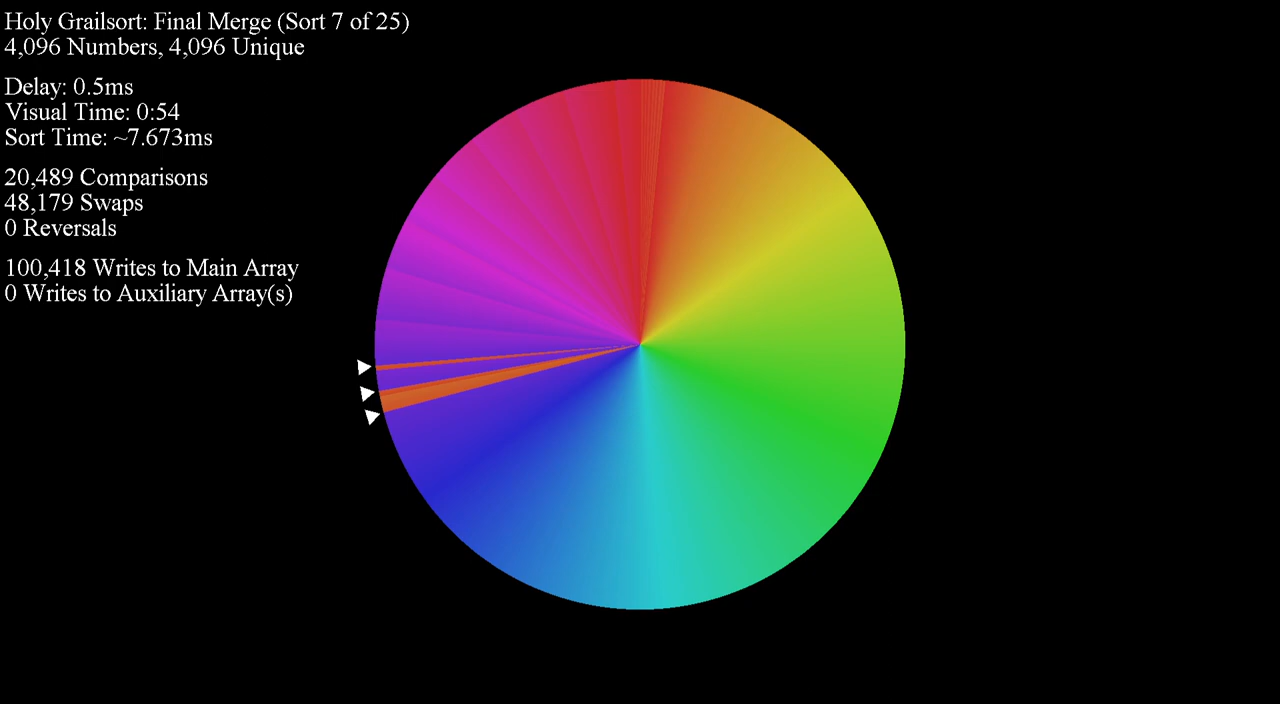 Holy Grailsort: Final Merge (Sort 7 of 25)
4,096 Numbers, 4,096 Unique
Delay: 0.5ms
Visual Time: 0:54
Sort Time: ~7.673ms
20,489 Comparisons
48,179 Swaps
0 Reversals
100,418 Writes to Main Array
0 Writes to Auxiliary Array(s)